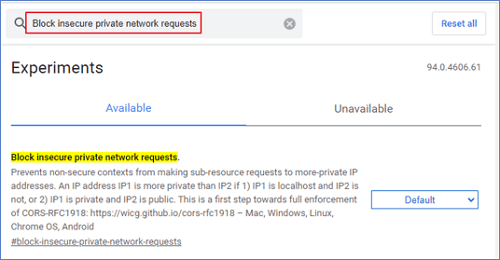 Block insecure private network requests
Reset all
Experiments
94.0.4606.61
Available
Unavailable
Block insecure private network requests.
Prevents non-secure contexts from making sub-resource requests to more-private IP
addresses. An IP address IP1 is more private than IP2 if 1) IP1 is localhost and IP2 is
not, or 2) IP1 is private and IP2 is public. This is a first step towards full enforcement
of CORS-RFC1918: https://wicg.github.io/cors-rfc1918 – Mac, Windows, Linux,
Chrome OS, Android
Default
#block-insecure-private-network-requests